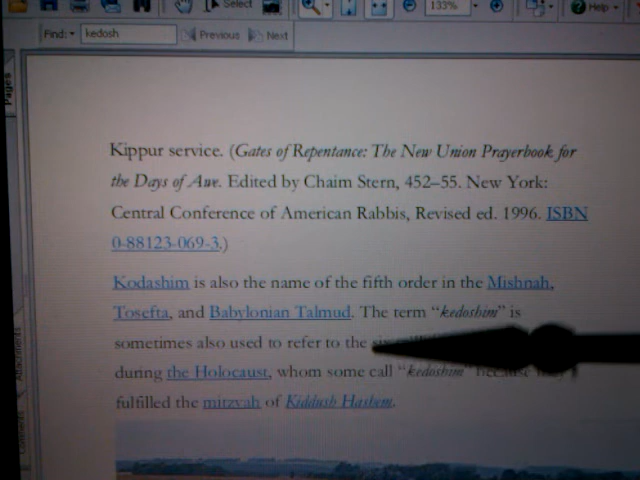 Select
133%
Help
Find:
kedosh
Previous
Next
Pages
Kippur service. (Gates of Repentance: The New Union Prayerbook for
the Days of Awe. Edited by Chaim Stern, 452–55. New York:
Central Conference of American Rabbis, Revised ed. 1996. ISBN
0-88123-069-3.)
Kodashim is also the name of the fifth order in the Mishnah,
Tosefta, and Babylonian Talmud. The term “kedoshim” is
sometimes also used to refer to the
during the Holocaust, whom some call “kedoshim” because
fulfilled the mitzvah of Kiddush Hashem.
Attachments